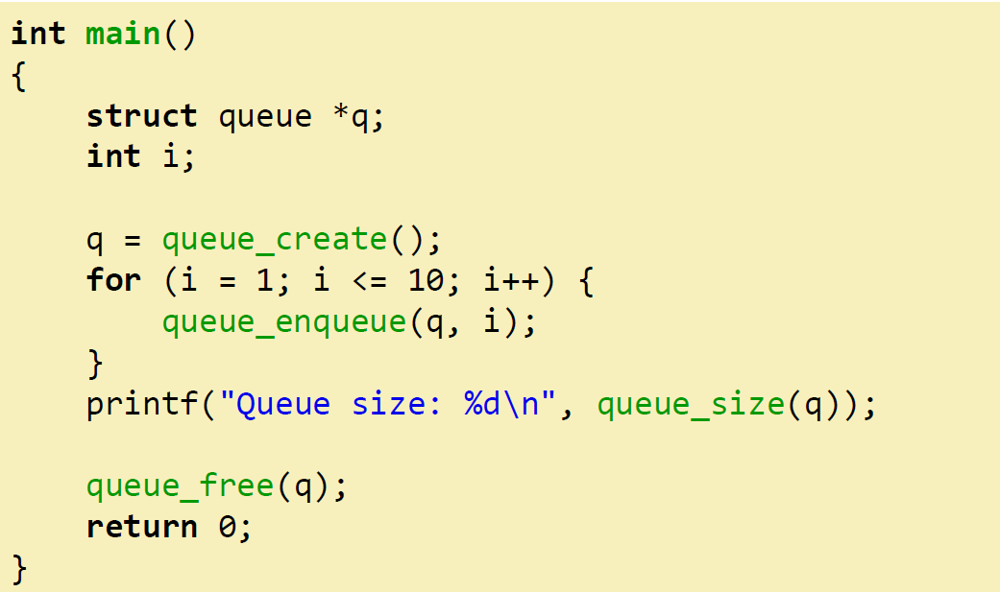 int main()
{
    struct queue *q;
    int i;

    q = queue_create();
    for (i = 1; i <= 10; i++) {
        queue_enqueue(q, i);
    }
    printf("Queue size: %d\n", queue_size(q));

    queue_free(q);
    return 0;
}